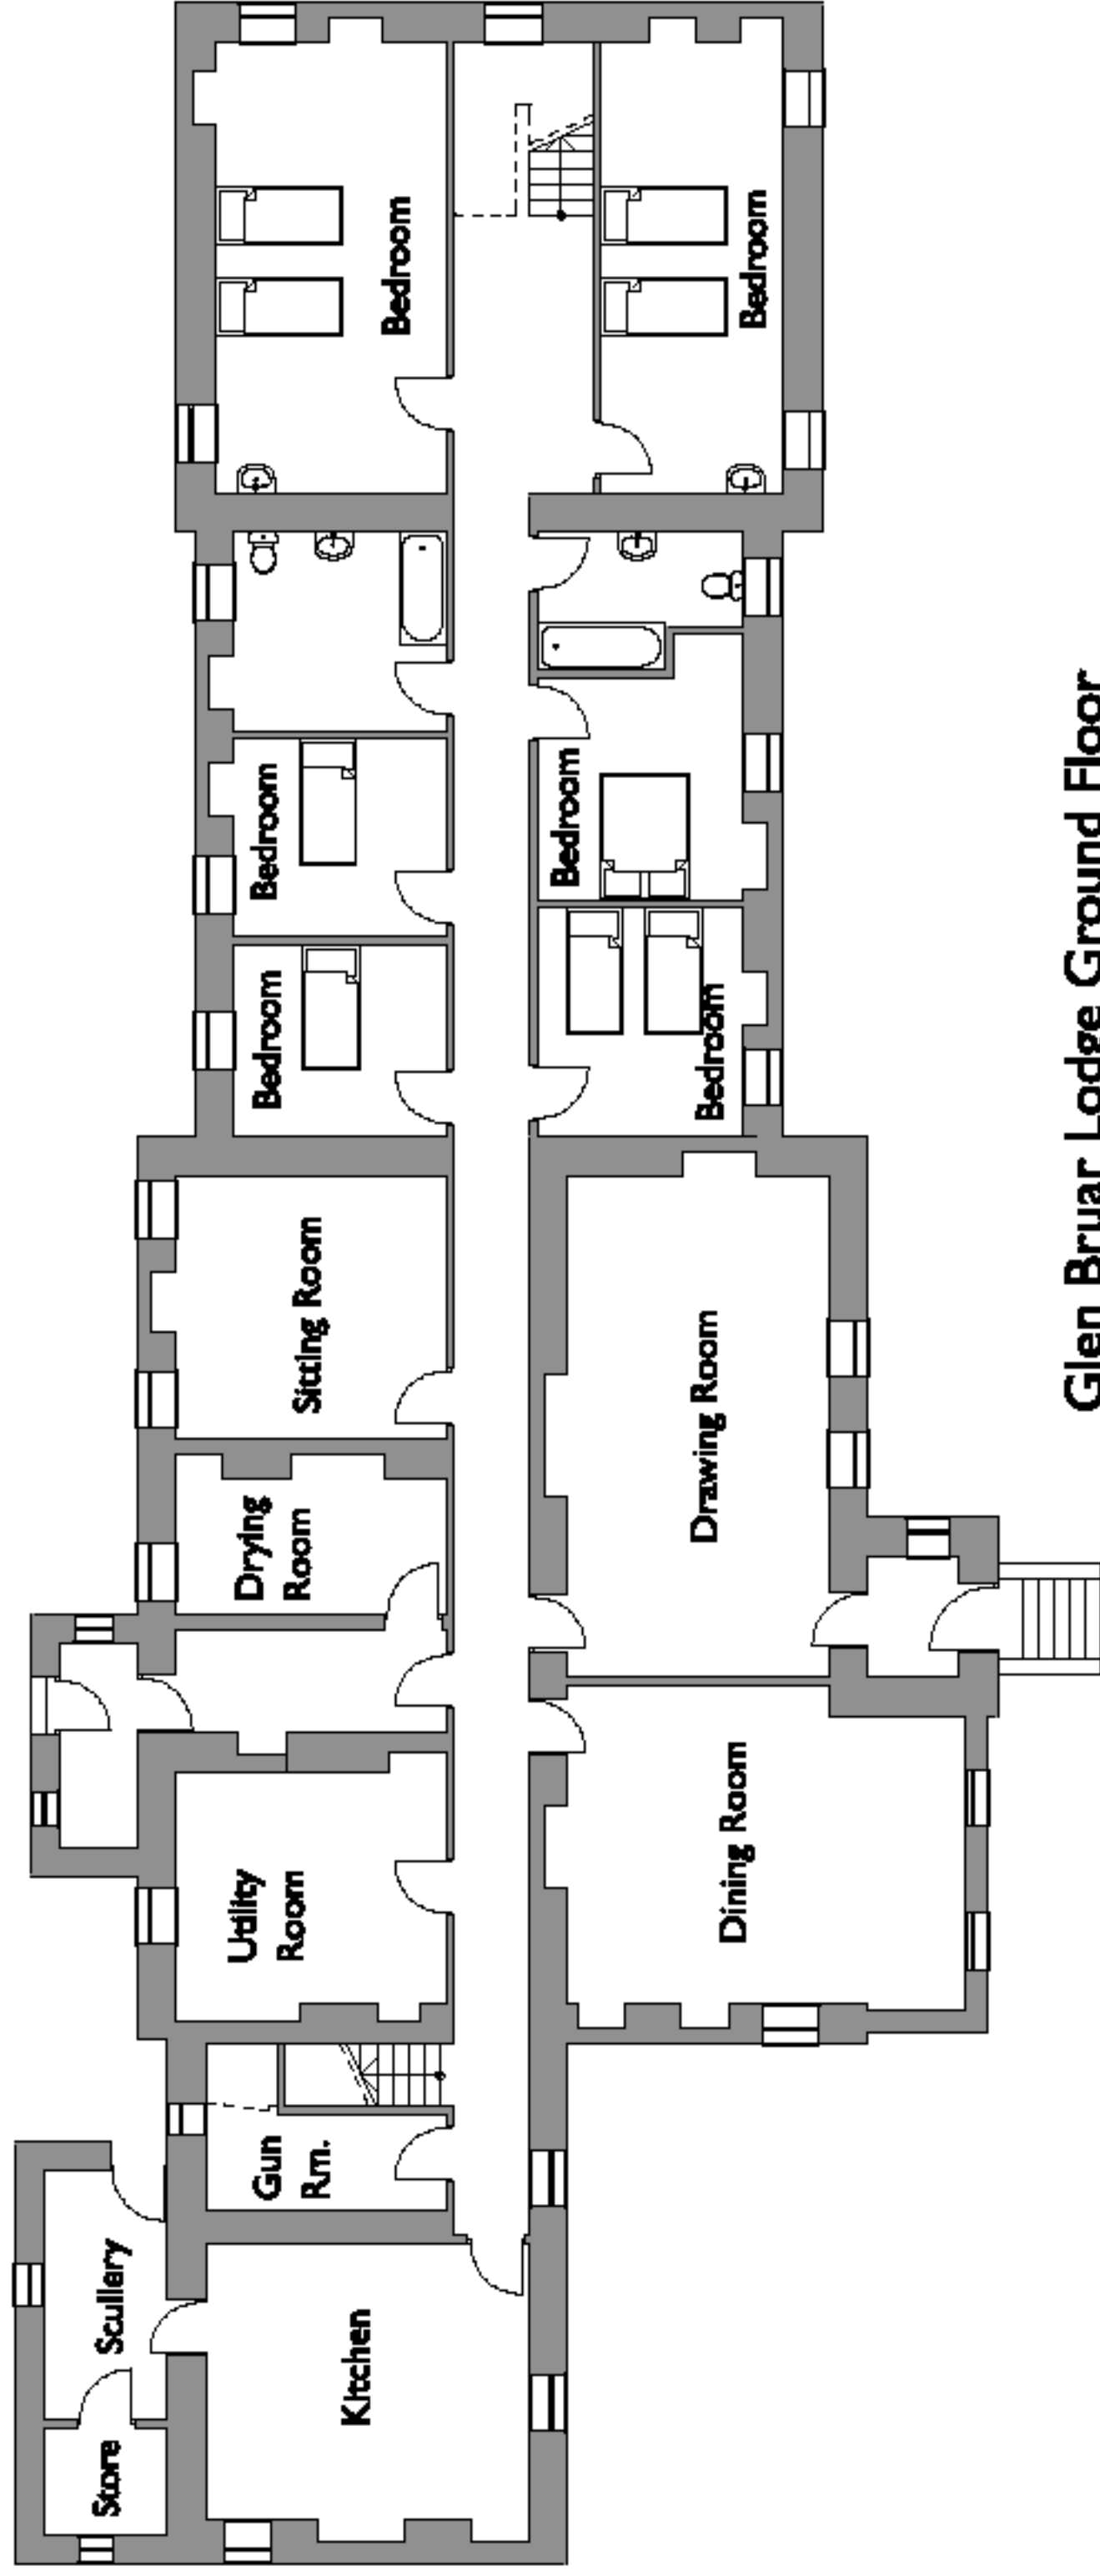 Store
Scullery
Kitchen
Gun
Rm.
Utility
Room
Drying
Room
Sitting Room
Bedroom
Bedroom
Bedroom
Dining Room
Drawing Room
Bedroom
Bedroom
Bedroom
Glen Bruar Lodge Ground Floor